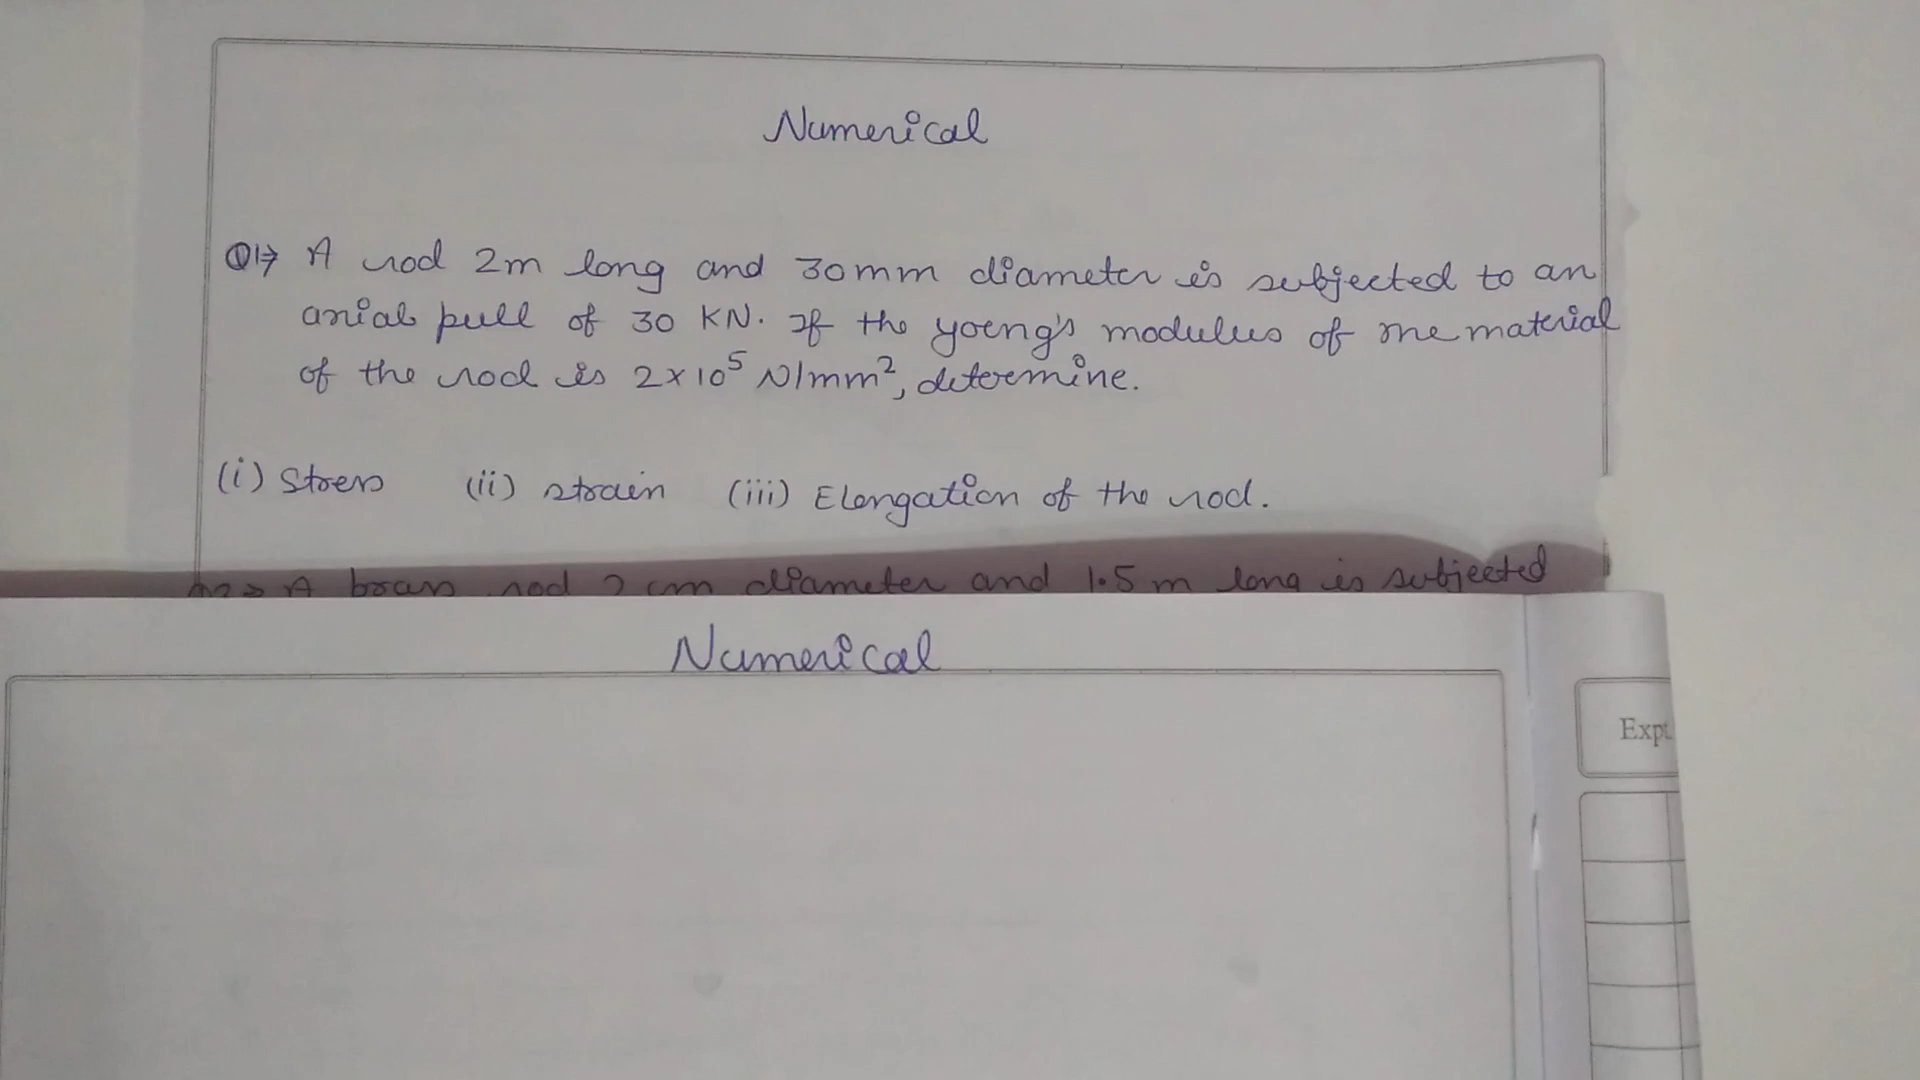 Numerical
Q1⇒ A rod 2m long and 30mm diameter is subjected to an
axial pull of 30 KN. If the young's modulus of the material
of the rod is 2×10⁵ N/mm², determine.
(i) Stress (ii) strain (iii) Elongation of the rod.
A brass rod 2 cm diameter and 1.5 m long is subjected
Numerical
Expt.